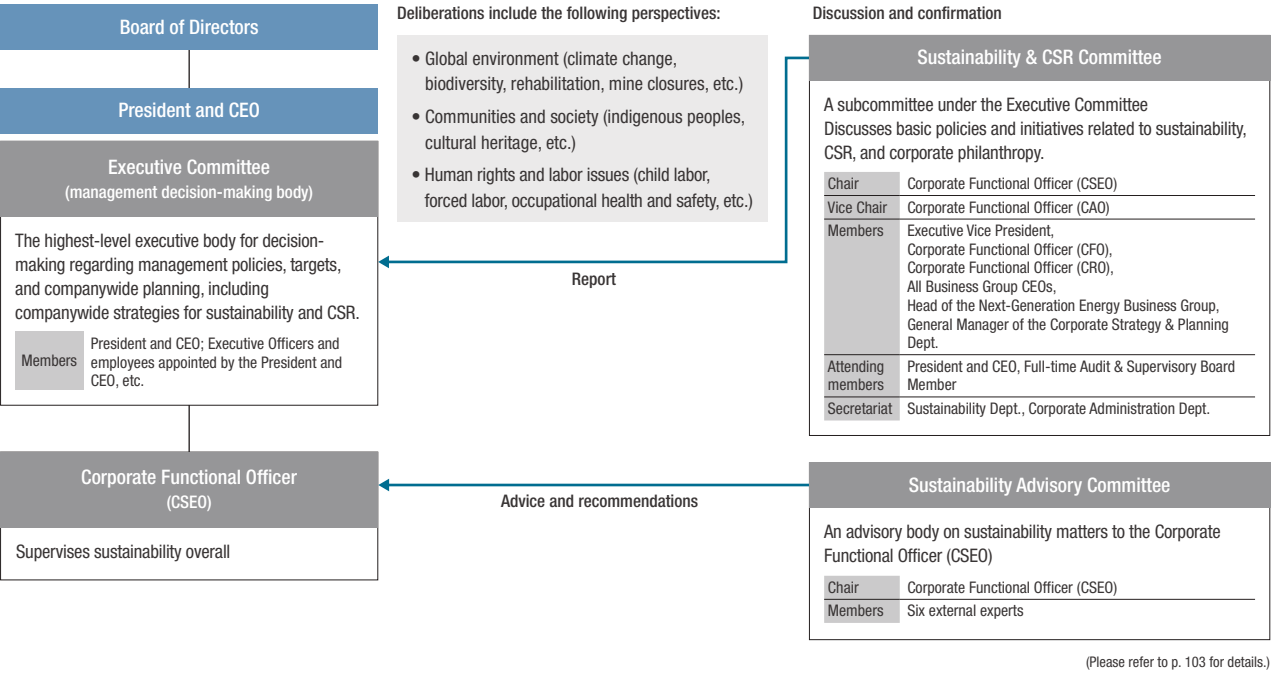 Board of Directors
President and CEO
Executive Committee
(management decision-making body)
The highest-level executive body for decision-
making regarding management policies, targets,
and companywide planning, including
companywide strategies for sustainability and CSR.
Members
President and CEO; Executive Officers and
employees appointed by the President and
CEO, etc.
Corporate Functional Officer
(CSEO)
Supervises sustainability overall
Deliberations include the following perspectives:
• Global environment (climate change,
biodiversity, rehabilitation, mine closures, etc.)
• Communities and society (indigenous peoples,
cultural heritage, etc.)
• Human rights and labor issues (child labor,
forced labor, occupational health and safety, etc.)
Report
Advice and recommendations
Discussion and confirmation
Sustainability & CSR Committee
A subcommittee under the Executive Committee
Discusses basic policies and initiatives related to sustainability,
CSR, and corporate philanthropy.
Chair Corporate Functional Officer (CSEO)
Vice Chair Corporate Functional Officer (CAO)
Members Executive Vice President,
Corporate Functional Officer (CFO),
Corporate Functional Officer (CRO),
All Business Group CEOs,
Head of the Next-Generation Energy Business Group,
General Manager of the Corporate Strategy & Planning
Dept.
Attending members
President and CEO, Full-time Audit & Supervisory Board
Member
Secretariat Sustainability Dept., Corporate Administration Dept.
Sustainability Advisory Committee
An advisory body on sustainability matters to the Corporate
Functional Officer (CSEO)
Chair Corporate Functional Officer (CSEO)
Members Six external experts
(Please refer to p. 103 for details.)